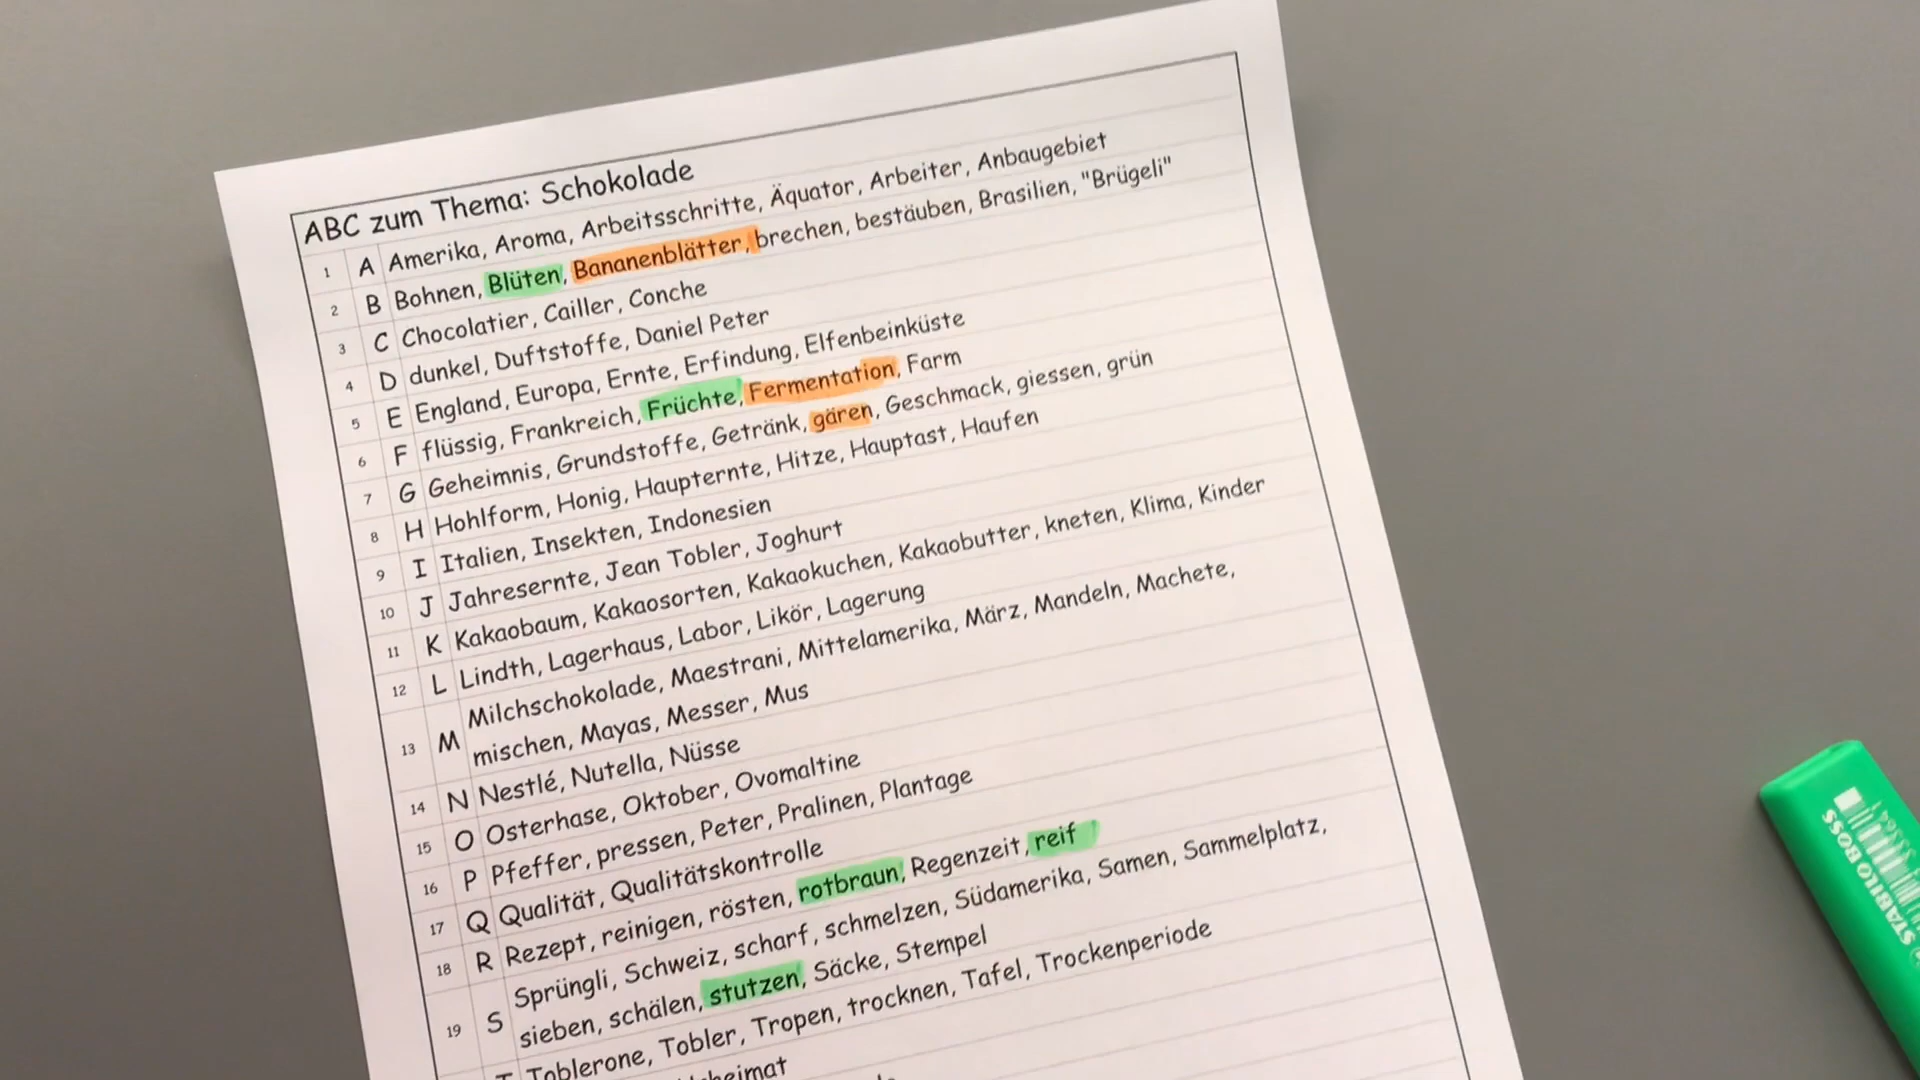 ABC zum Thema: Schokolade
1 A Amerika, Aroma, Arbeitsschritte, Äquator, Arbeiter, Anbaugebiet
2 B Bohnen, Blüten, Bananenblätter, brechen, bestäuben, Brasilien, "Brügeli"
3 C Chocolatier, Cailler, Conche
4 D dunkel, Duftstoffe, Daniel Peter
5 E England, Europa, Ernte, Erfindung, Elfenbeinküste
6 F flüssig, Frankreich, Früchte, Fermentation, Farm
7 G Geheimnis, Grundstoffe, Getränk, gären, Geschmack, giessen, grün
8 H Hohlform, Honig, Haupternte, Hitze, Hauptast, Haufen
9 I Italien, Insekten, Indonesien
10 J Jahresernte, Jean Tobler, Joghurt
11 K Kakaobaum, Kakaosorten, Kakaokuchen, Kakaobutter, kneten, Klima, Kinder
12 L Lindth, Lagerhaus, Labor, Likör, Lagerung
13 M Milchschokolade, Maestrani, Mittelamerika, März, Mandeln, Machete,
mischen, Mayas, Messer, Mus
14 N Nestlé, Nutella, Nüsse
15 O Osterhase, Oktober, Ovomaltine
16 P Pfeffer, pressen, Peter, Pralinen, Plantage
17 Q Qualität, Qualitätskontrolle
18 R Rezept, reinigen, rösten, rotbraun, Regenzeit, reif
19 S Sprüngli, Schweiz, scharf, schmelzen, Südamerika, Samen, Sammelplatz,
sieben, schälen, stutzen, Säcke, Stempel
T Toblerone, Tobler, Tropen, trocknen, Tafel, Trockenperiode
STABILO BOSS